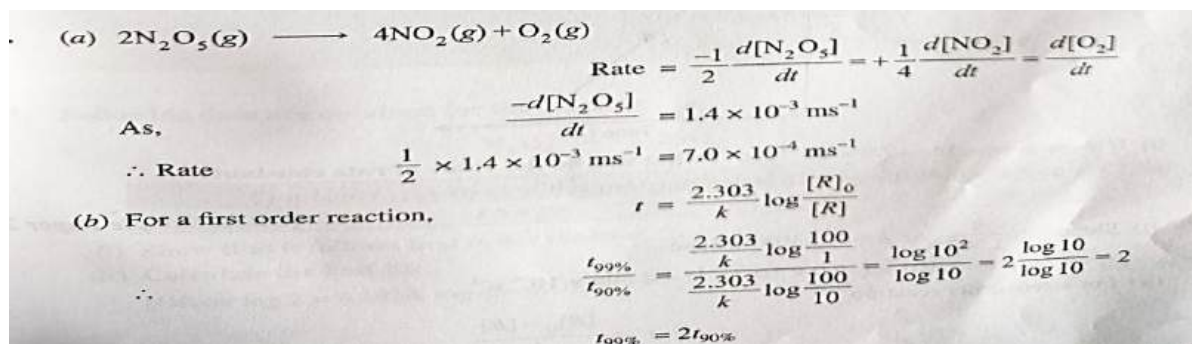 (a) 2N₂O₅(g) ⟶ 4NO₂(g) + O₂(g)
Rate = -1/2 d[N₂O₅]/dt = + 1/4 d[NO₂]/dt = d[O₂]/dt
As, -d[N₂O₅]/dt = 1.4 × 10⁻³ ms⁻¹
∴ Rate 1/2 × 1.4 × 10⁻³ ms⁻¹ = 7.0 × 10⁻⁴ ms⁻¹
(b) For a first order reaction, t = 2.303/k log [R]₀/[R]
∴ t₉₉%/t₉₀% = (2.303/k log 100/1)/(2.303/k log 100/10) = log 10²/log 10 = 2 log 10/log 10 = 2
t₉₉% = 2t₉₀%